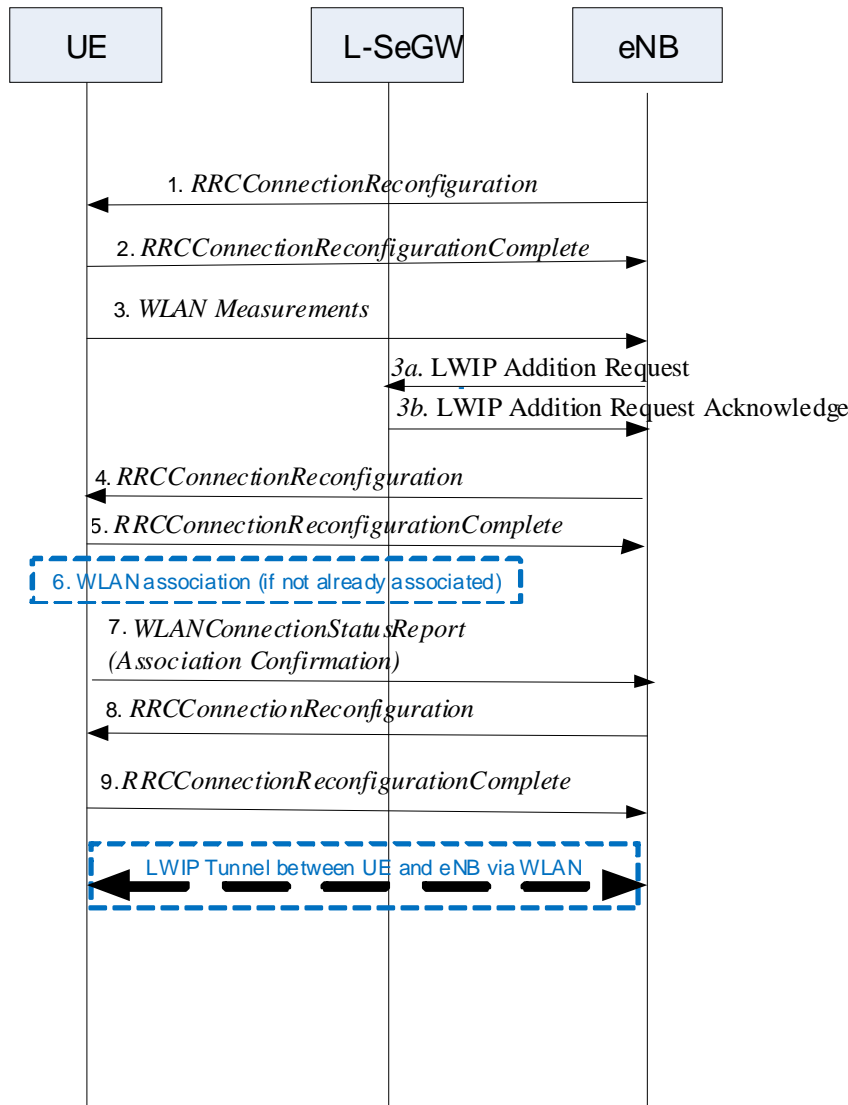 UE L-SeGW eNB
1. RRCConnectionReconfiguration
2. RRCConnectionReconfigurationComplete
3. WLAN Measurements
3a. LWIP Addition Request
3b. LWIP Addition Request Acknowledge
4. RRCConnectionReconfiguration
5. RRCConnectionReconfigurationComplete
6. WLAN association (if not already associated)
7. WLANConnectionStatusReport
(Association Confirmation)
8. RRCConnectionReconfiguration
9. RRCConnectionReconfigurationComplete
LWIP Tunnel between UE and eNB via WLAN